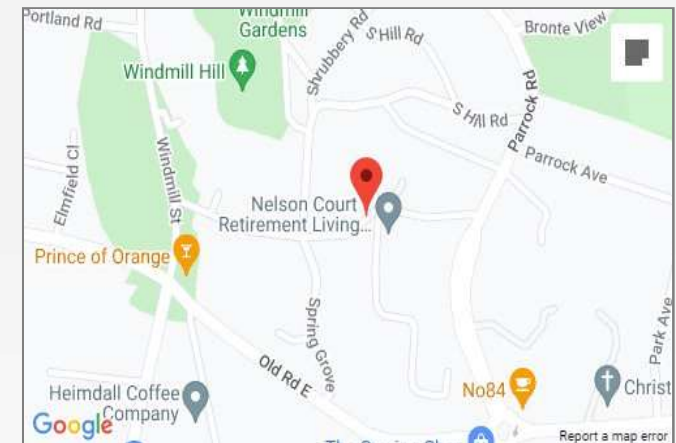 Portland Rd
Windmill
Gardens
Shrubbery Rd
S Hill Rd
Bronte View
Windmill Hill
S Hill Rd
Parrock Rd
Parrock Ave
Elmfield Cl
Windmill St
Nelson Court
Retirement Living...
Prince of Orange
Spring Grove
Park Ave
Old Rd E
No84
Christ
Heimdall Coffee
Company
Google
Report a map error